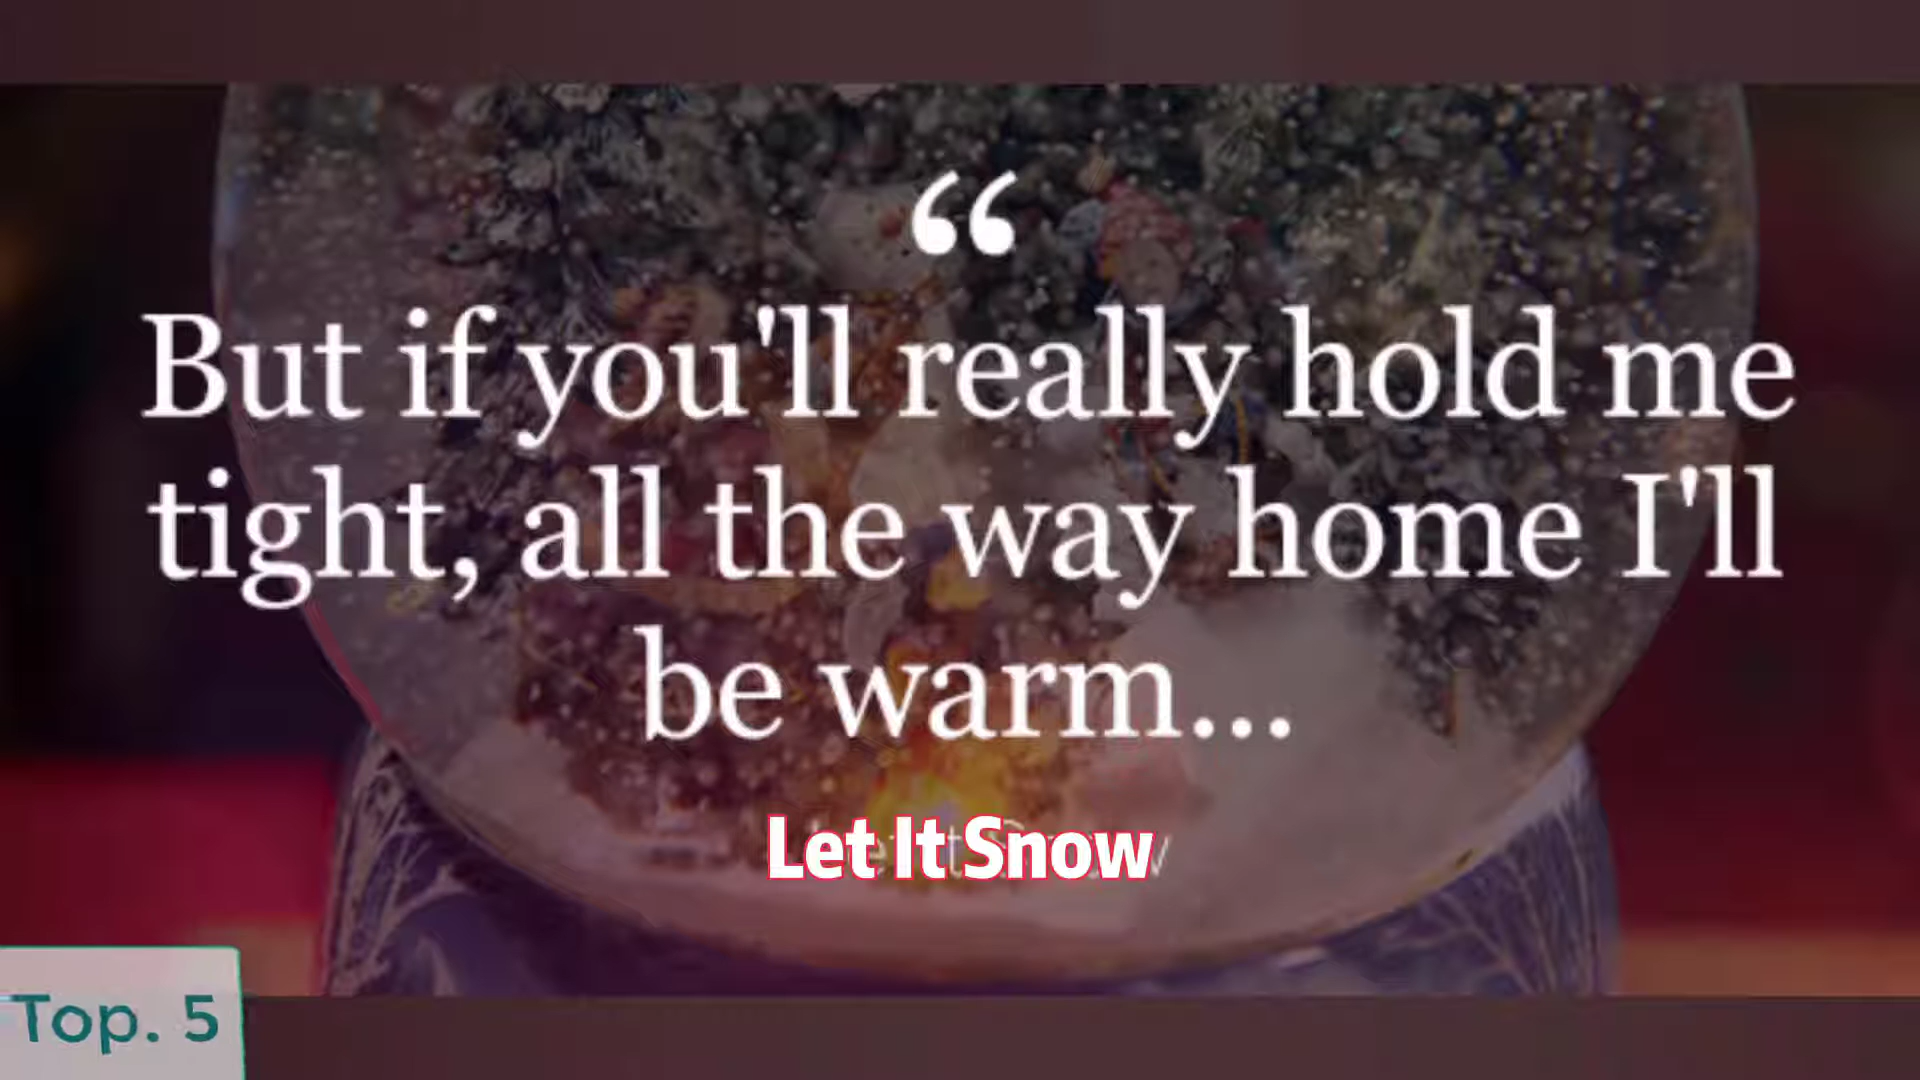 “
But if you'll really hold me
tight, all the way home I'll
be warm...
Let It Snow
Top. 5